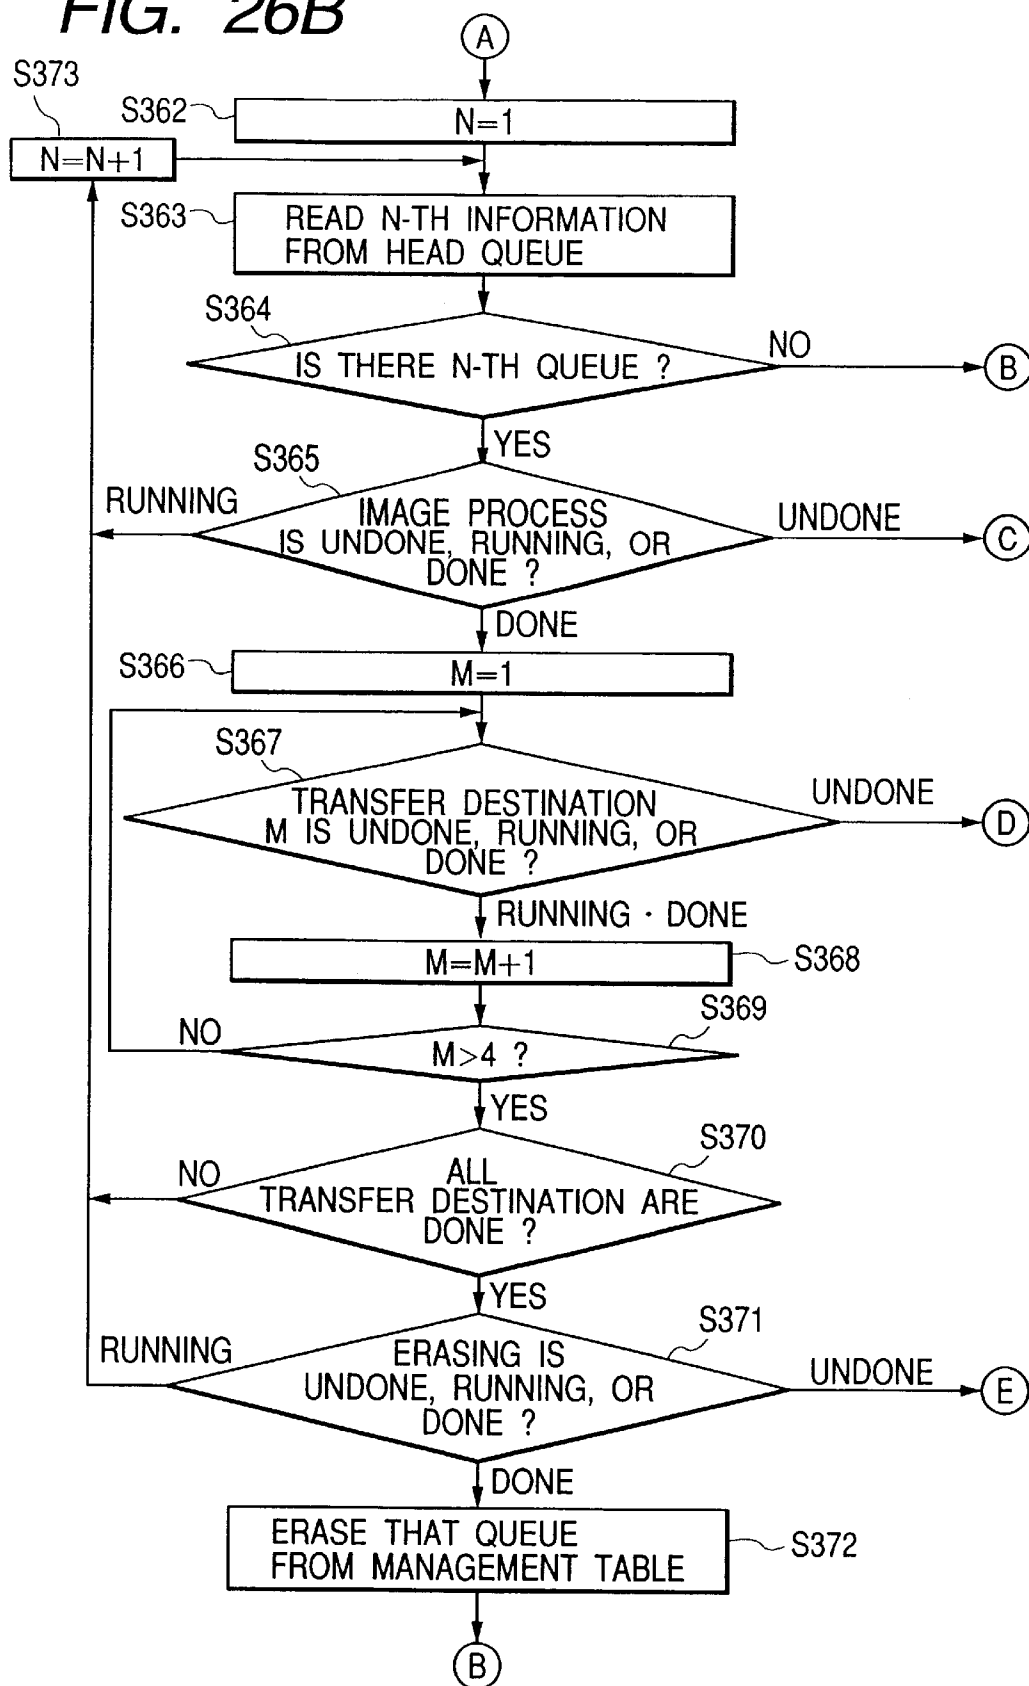 FIG. 26B
A
S373
S362
N=1
N=N+1
S363
READ N-TH INFORMATION
FROM HEAD QUEUE
S364
IS THERE N-TH QUEUE ?
NO
B
YES
S365
RUNNING
IMAGE PROCESS
IS UNDONE, RUNNING, OR
DONE ?
UNDONE
C
DONE
S366
M=1
S367
TRANSFER DESTINATION
M IS UNDONE, RUNNING, OR
DONE ?
UNDONE
D
RUNNING · DONE
M=M+1
S368
S369
NO
M>4 ?
YES
S370
NO
ALL
TRANSFER DESTINATION ARE
DONE ?
YES
S371
RUNNING
ERASING IS
UNDONE, RUNNING, OR
DONE ?
UNDONE
E
DONE
ERASE THAT QUEUE
FROM MANAGEMENT TABLE
S372
B